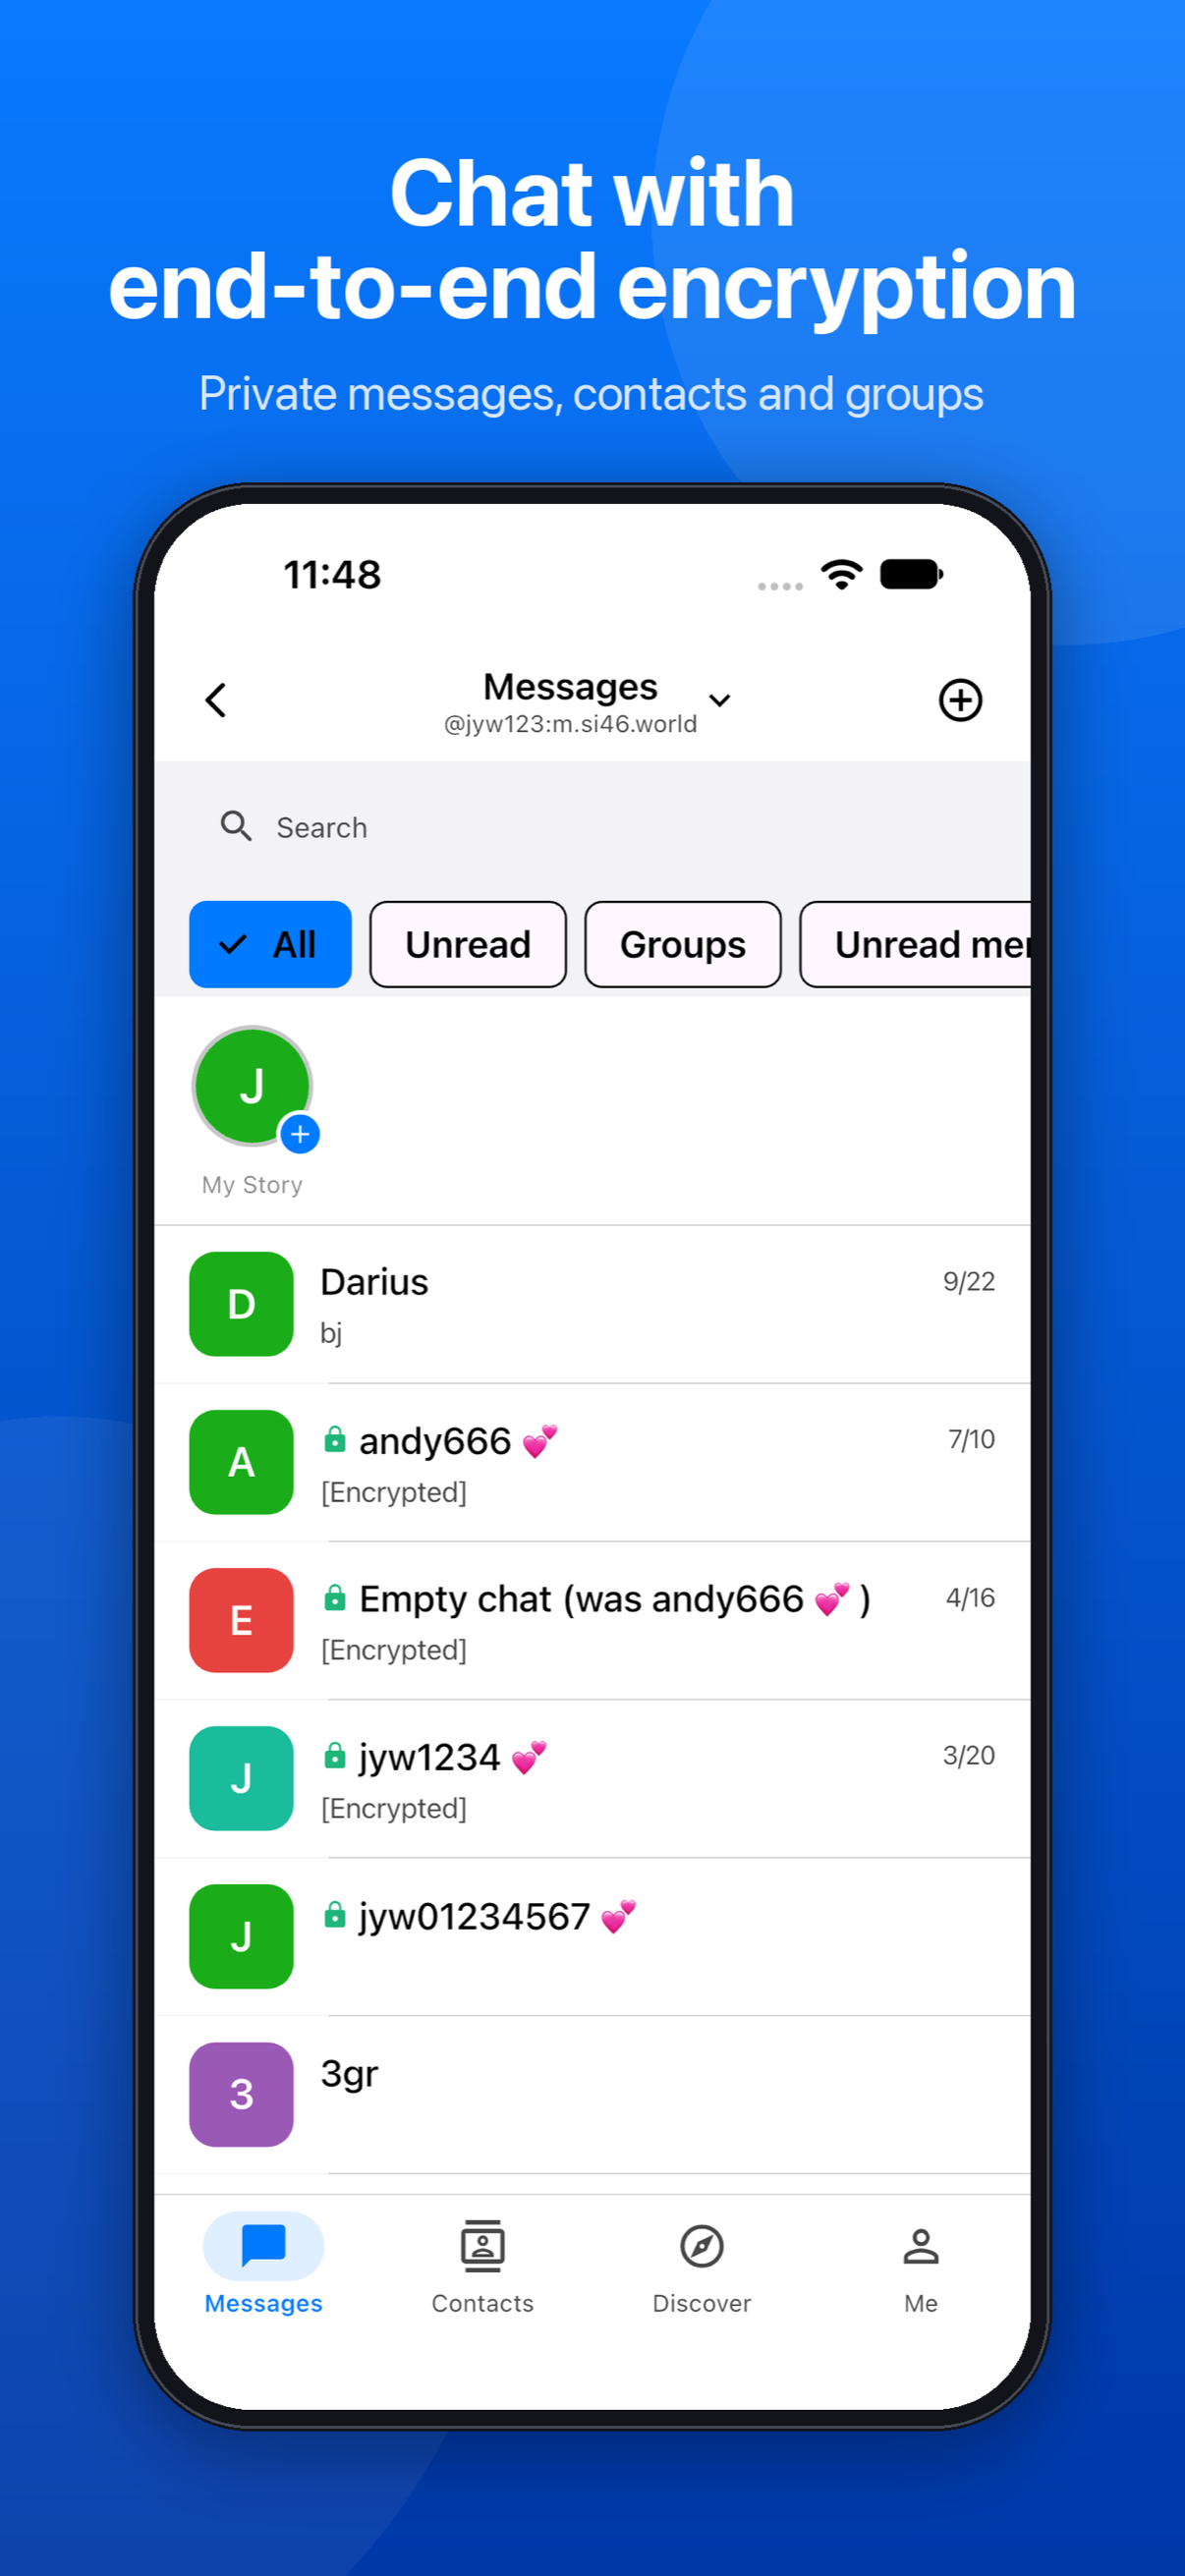 Chat with
end-to-end encryption
Private messages, contacts and groups
11:48
Messages
@jyw123:m.si46.world
Search
All
Unread
Groups
Unread mer
J
My Story
D
Darius
9/22
bj
A
andy666 💕
7/10
[Encrypted]
E
Empty chat (was andy666 💕 )
4/16
[Encrypted]
J
jyw1234 💕
3/20
[Encrypted]
J
jyw01234567 💕
3
3gr
Messages
Contacts
Discover
Me